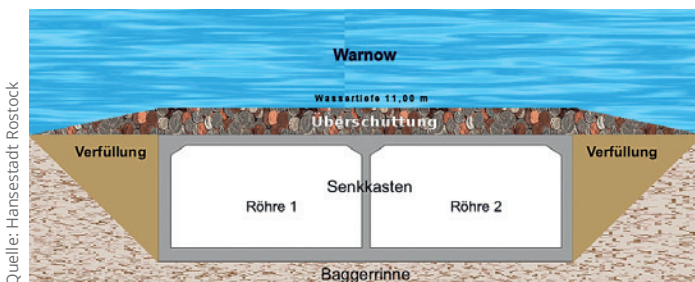 Quelle: Hansestadt Rostock
Warnow
Wassertiefe 11,00 m
Überschüttung
Verfüllung
Verfüllung
Senkkasten
Röhre 1
Röhre 2
Baggerrinne